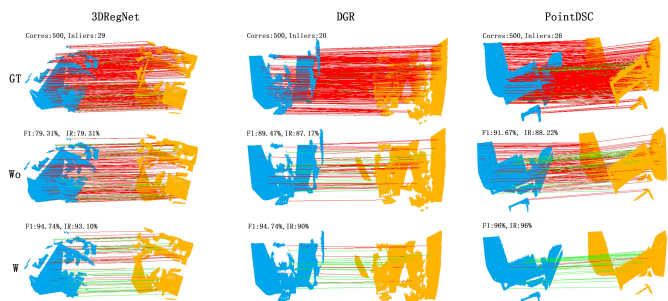 3DRegNet DGR PointDSC
Corres:500, Inliers:29 Corres:500, Inliers:20 Corres:500, Inliers:26
GT
F1:79.31%, IR:79.31% F1:89.47%, IR:87.17% F1:91.67%, IR:88.22%
Wo
F1:94.74%, IR:93.10% F1:94.74%, IR:90% F1:96%, IR:96%
W